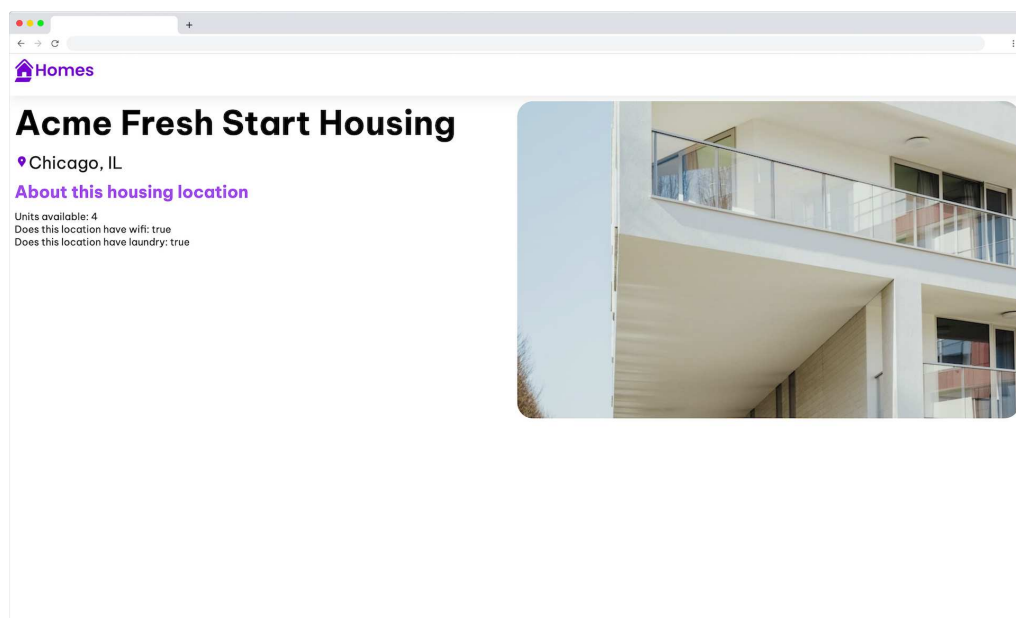 Homes
Acme Fresh Start Housing
Chicago, IL
About this housing location
Units available: 4
Does this location have wifi: true
Does this location have laundry: true